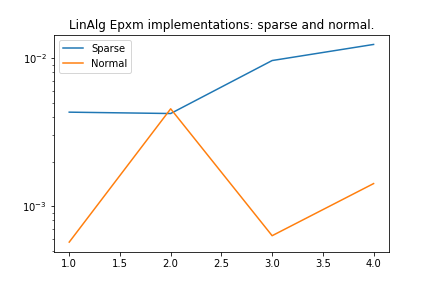 LinAlg Epxm implementations: sparse and normal.
Sparse
Normal
10⁻²
10⁻³
1.0 1.5 2.0 2.5 3.0 3.5 4.0